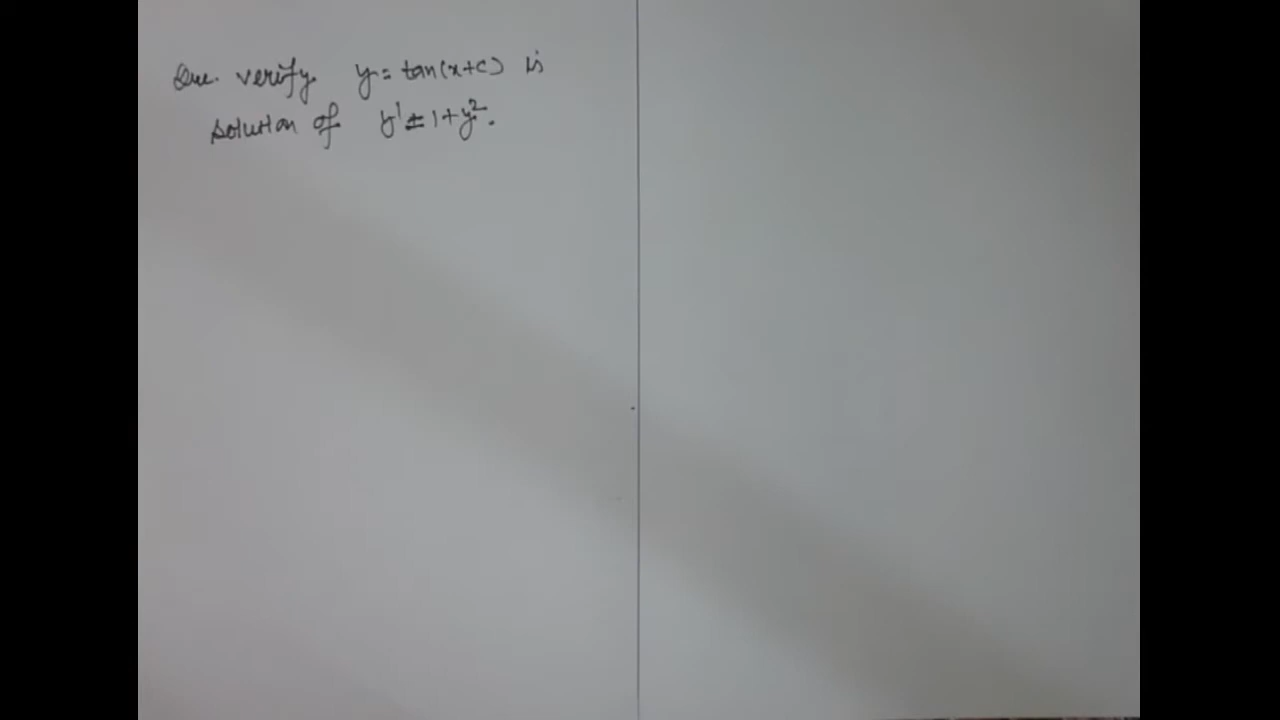 Que. verify y = tan(x+c) is
solution of y' = 1+y².